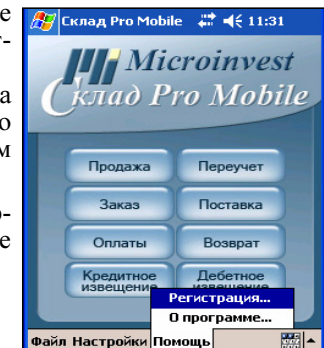 е
т-
а
о
м
о-
е
Склад Pro Mobile 11:31
Microinvest
Склад Pro Mobile
Продажа Переучет
Заказ Поставка
Оплаты Возврат
Кредитное извещение Дебетное извещение
Регистрация...
О программе...
Файл Настройки Помощь